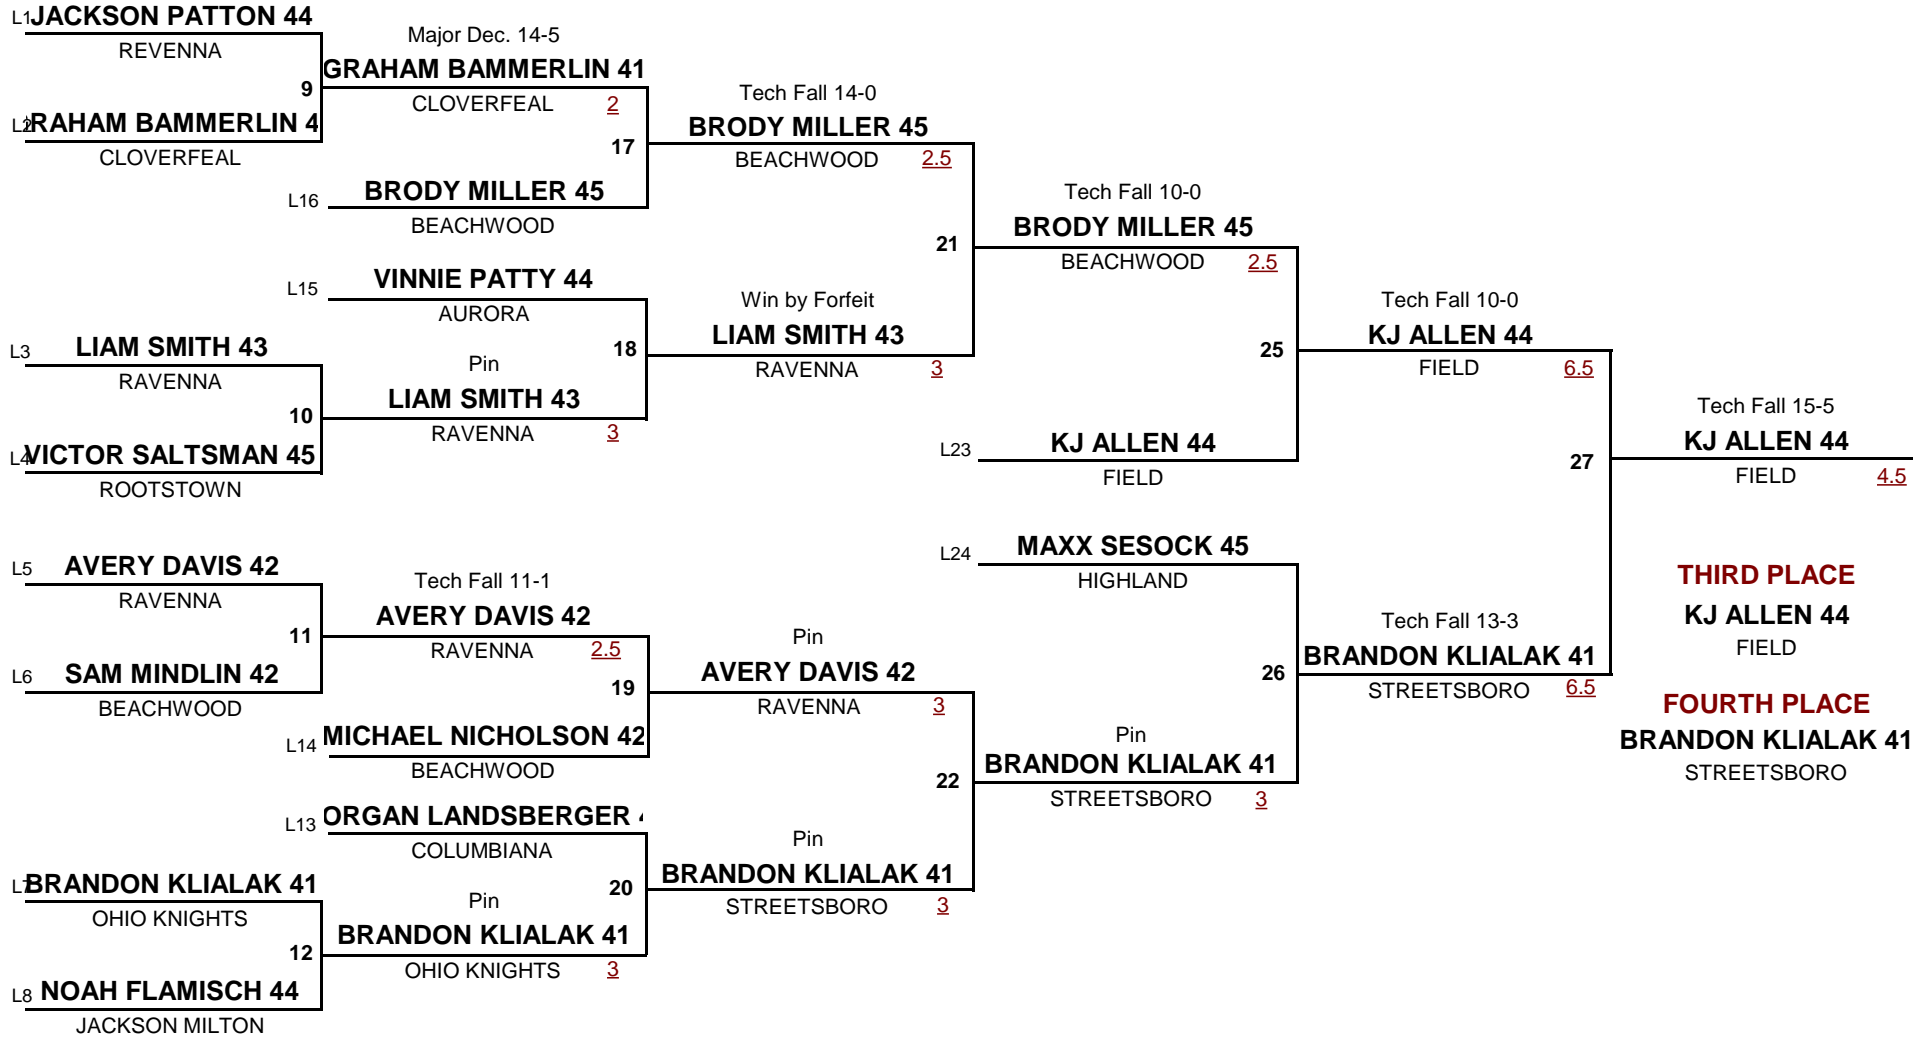 L1 JACKSON PATTON 44
REVENNA
9
L2 RAHAM BAMMERLIN 4
CLOVERFEAL
Major Dec. 14-5
GRAHAM BAMMERLIN 41
CLOVERFEAL 2
17
L16 BRODY MILLER 45
BEACHWOOD
Tech Fall 14-0
BRODY MILLER 45
BEACHWOOD 2.5
L15 VINNIE PATTY 44
AURORA
18
L3 LIAM SMITH 43
RAVENNA
10
L4 VICTOR SALTSMAN 45
ROOTSTOWN
Pin
LIAM SMITH 43
RAVENNA 3
Win by Forfeit
LIAM SMITH 43
RAVENNA 3
21
Tech Fall 10-0
BRODY MILLER 45
BEACHWOOD 2.5
25
L23 KJ ALLEN 44
FIELD
Tech Fall 10-0
KJ ALLEN 44
FIELD 6.5
27
Tech Fall 15-5
KJ ALLEN 44
FIELD 4.5
L5 AVERY DAVIS 42
RAVENNA
11
L6 SAM MINDLIN 42
BEACHWOOD
Tech Fall 11-1
AVERY DAVIS 42
RAVENNA 2.5
19
L14 MICHAEL NICHOLSON 42
BEACHWOOD
Pin
AVERY DAVIS 42
RAVENNA 3
22
L13 ORGAN LANDSBERGER
COLUMBIANA
20
L7 BRANDON KLIALAK 41
OHIO KNIGHTS
12
L8 NOAH FLAMISCH 44
JACKSON MILTON
Pin
BRANDON KLIALAK 41
OHIO KNIGHTS 3
Pin
BRANDON KLIALAK 41
STREETSBORO 3
L24 MAXX SESOCK 45
HIGHLAND
26
Pin
BRANDON KLIALAK 41
STREETSBORO 3
Tech Fall 13-3
BRANDON KLIALAK 41
STREETSBORO 6.5
THIRD PLACE
KJ ALLEN 44
FIELD
FOURTH PLACE
BRANDON KLIALAK 41
STREETSBORO